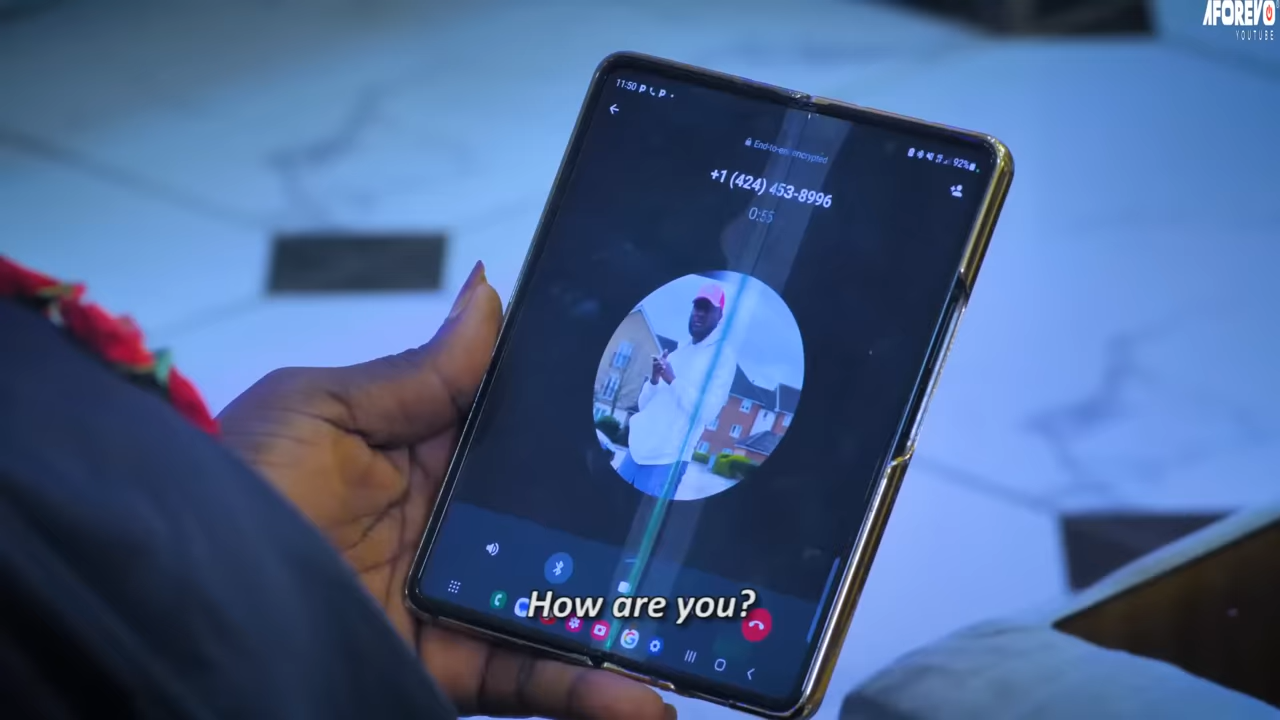 AFOREVO
YOUTUBE
11:50
92%
End-to-end encrypted
+1 (424) 453-8996
0:55
How are you?